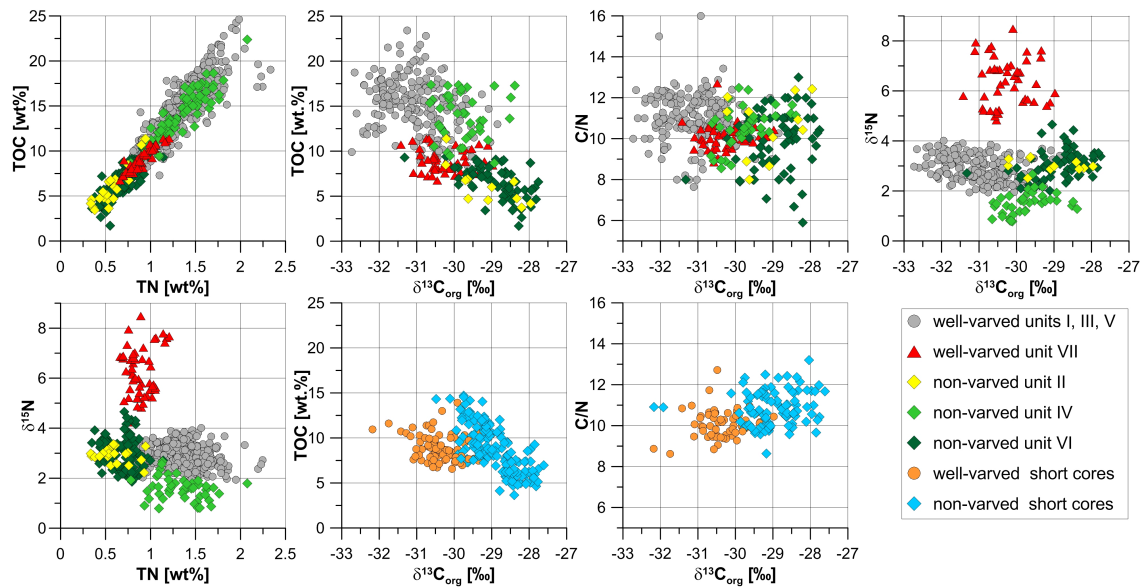 TOC [wt%]
25
20
15
10
5
0
0 0.5 1 1.5 2 2.5
TN [wt%]
TOC [wt.%]
25
20
15
10
5
0
-33 -32 -31 -30 -29 -28 -27
δ13Corg [‰]
C/N
16
14
12
10
8
6
-33 -32 -31 -30 -29 -28 -27
δ13Corg [‰]
δ15N
8
6
4
2
0
-33 -32 -31 -30 -29 -28 -27
δ13Corg [‰]
δ15N
8
6
4
2
0
0 0.5 1 1.5 2 2.5
TN [wt%]
TOC [wt.%]
25
20
15
10
5
0
-33 -32 -31 -30 -29 -28 -27
δ13Corg [‰]
C/N
16
14
12
10
8
6
-33 -32 -31 -30 -29 -28 -27
δ13Corg [‰]
well-varved units I, III, V
well-varved unit VII
non-varved unit II
non-varved unit IV
non-varved unit VI
well-varved short cores
non-varved short cores